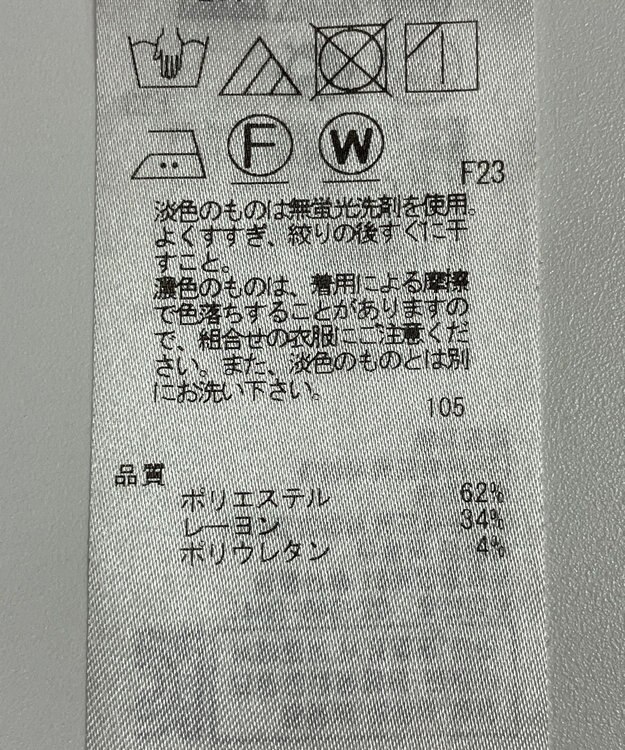 F W
F23
淡色のものは無蛍光洗剤を使用。
よくすすぎ、絞りの後すぐに干
すこと。
濃色のものは、着用による摩擦
で色落ちすることがありますの
で、組合せの衣服にご注意くだ
さい。また、淡色のものとは別
にお洗い下さい。
105
品質
ポリエステル 62%
レーヨン 34%
ポリウレタン 4%